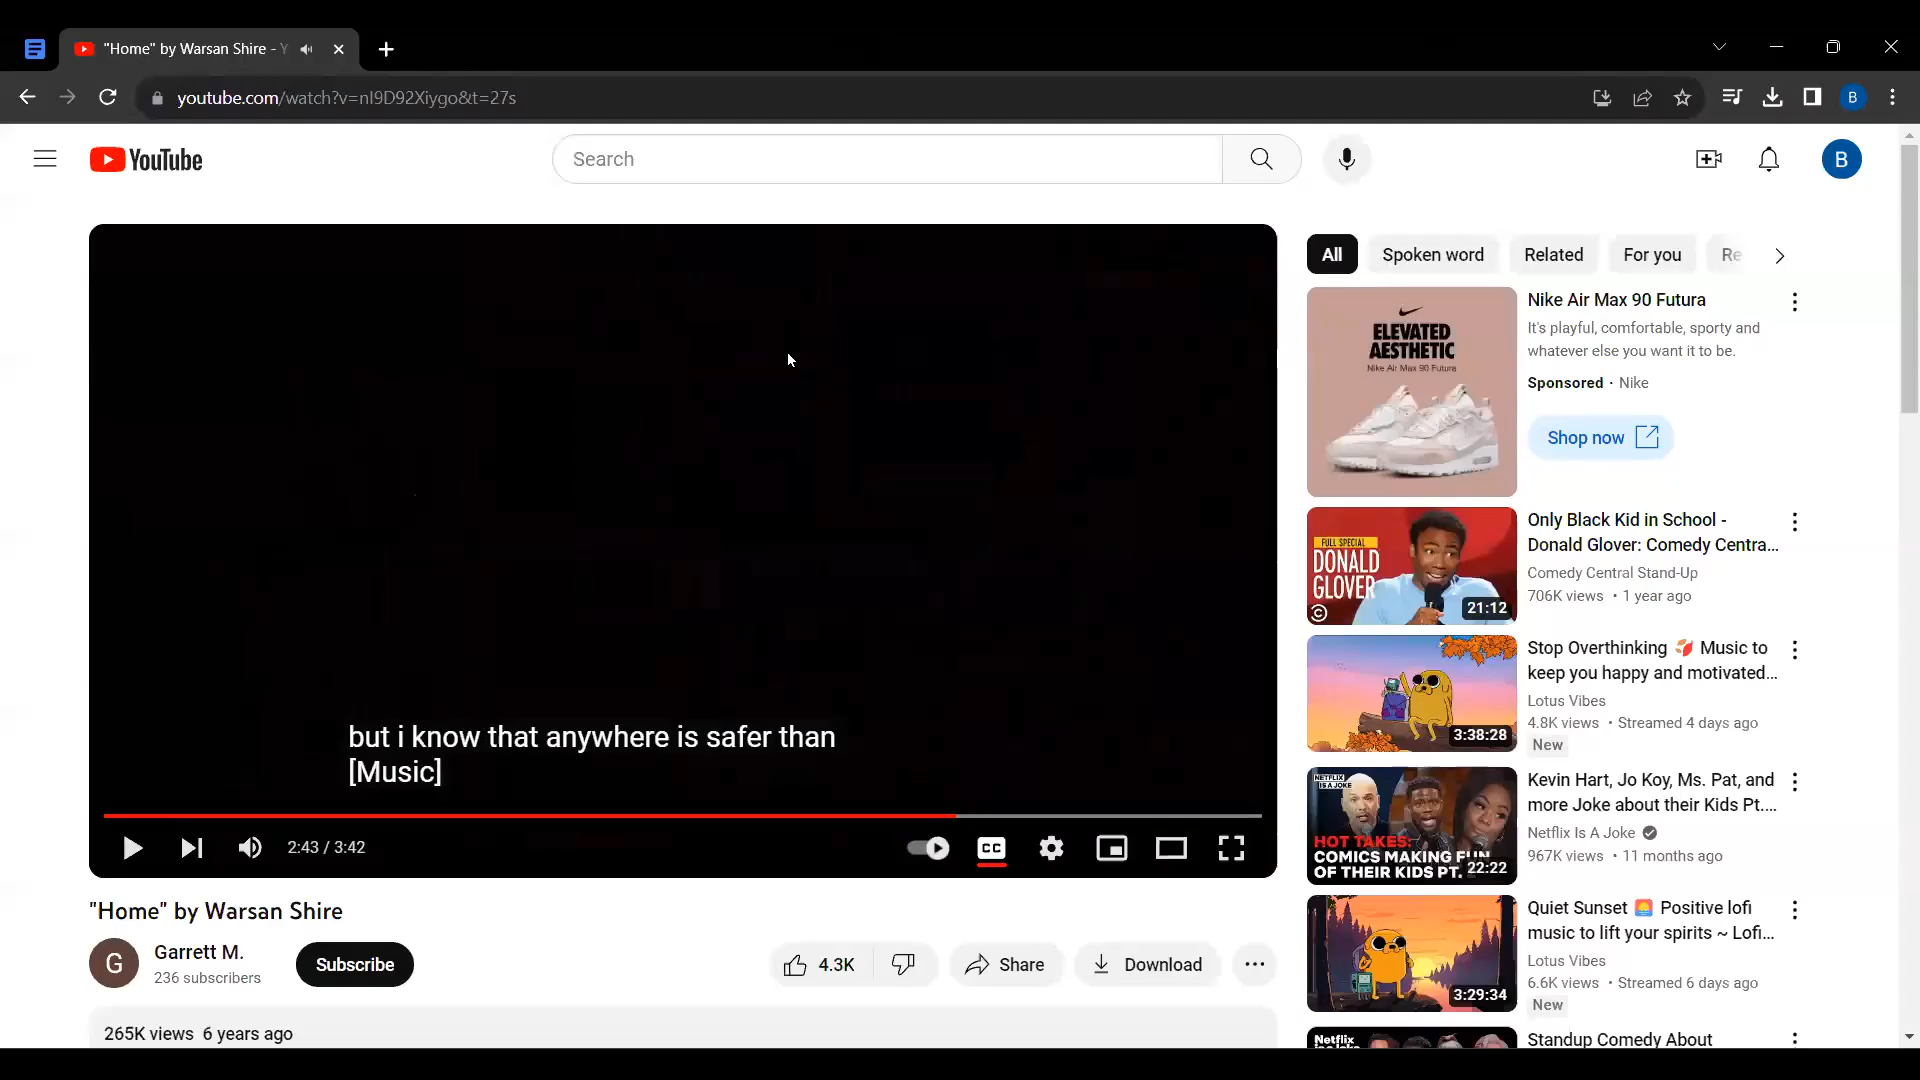 "Home" by Warsan Shire - Y
youtube.com/watch?v=nI9D92Xiygo&t=27s
B
YouTube
Search
B
All
Spoken word
Related
For you
Re
ELEVATED
AESTHETIC
Nike Air Max 90 Futura
Nike Air Max 90 Futura
It's playful, comfortable, sporty and
whatever else you want it to be.
Sponsored · Nike
Shop now
FULL SPECIAL
DONALD
GLOVER
21:12
Only Black Kid in School -
Donald Glover: Comedy Centra...
Comedy Central Stand-Up
706K views • 1 year ago
3:38:28
Stop Overthinking 🍂 Music to
keep you happy and motivated...
Lotus Vibes
4.8K views • Streamed 4 days ago
New
but i know that anywhere is safer than
[Music]
2:43 / 3:42
CC
NETFLIX
IS A JOKE
HOT TAKES:
COMICS MAKING FUN
OF THEIR KIDS PT.
22:22
Kevin Hart, Jo Koy, Ms. Pat, and
more Joke about their Kids Pt....
Netflix Is A Joke
967K views • 11 months ago
"Home" by Warsan Shire
G
Garrett M.
236 subscribers
Subscribe
4.3K
Share
Download
265K views 6 years ago
3:29:34
Quiet Sunset 🌅 Positive lofi
music to lift your spirits ~ Lofi...
Lotus Vibes
6.6K views • Streamed 6 days ago
New
Netflix
Standup Comedy About